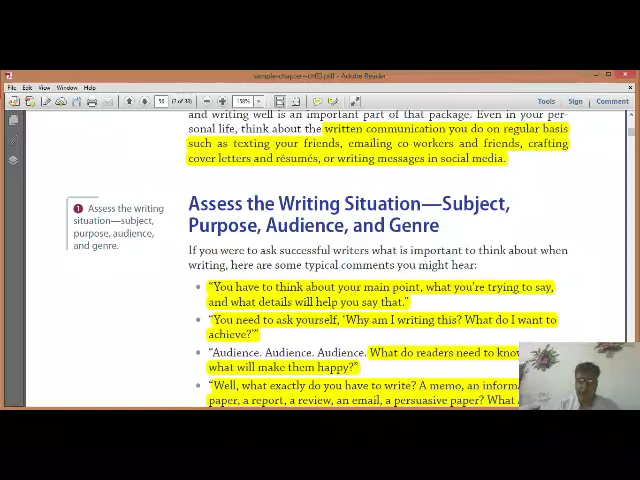 sample-chapter--ch03.pdf - Adobe Reader
File Edit View Window Help
56 (7 of 38) 158% Tools Sign Comment
and writing well is an important part of that package. Even in your per-
sonal life, think about the written communication you do on regular basis
such as texting your friends, emailing co-workers and friends, crafting
cover letters and résumés, or writing messages in social media.
1 Assess the writing
situation—subject,
purpose, audience,
and genre.
Assess the Writing Situation—Subject,
Purpose, Audience, and Genre
If you were to ask successful writers what is important to think about when
writing, here are some typical comments you might hear:
• “You have to think about your main point, what you're trying to say,
and what details will help you say that.”
• “You need to ask yourself, ‘Why am I writing this? What do I want to
achieve?’”
• “Audience. Audience. Audience. What do readers need to know
what will make them happy?”
• “Well, what exactly do you have to write? A memo, an informa
paper, a report, a review, an email, a persuasive paper? What